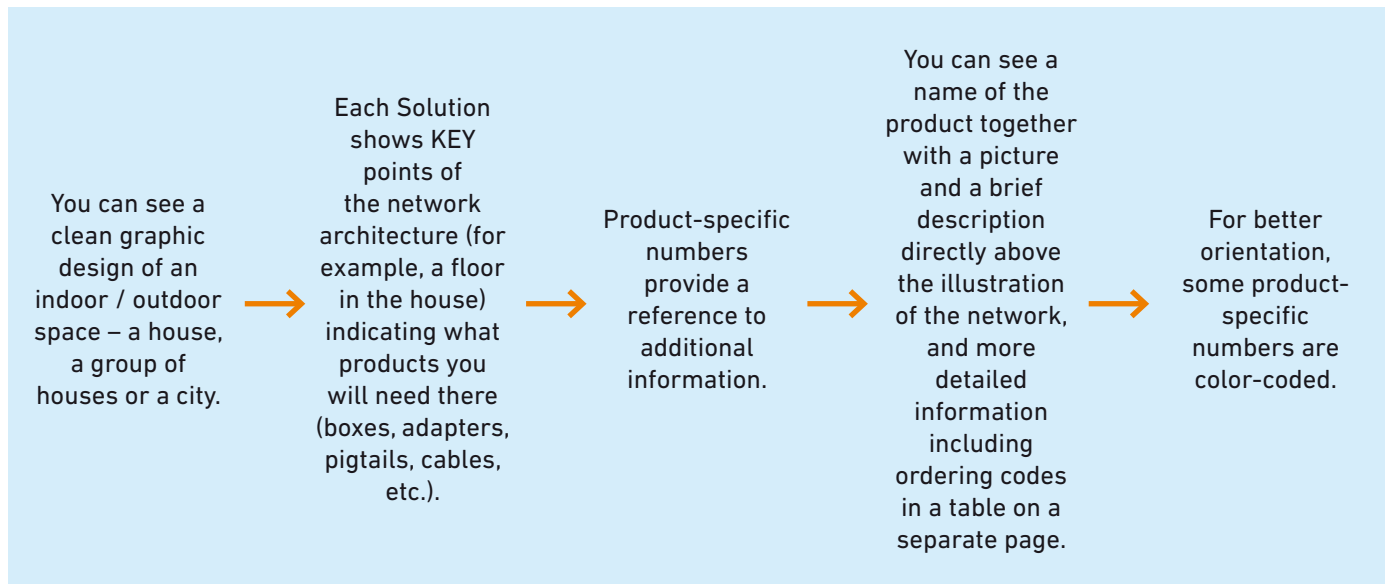 You can see a
clean graphic
design of an
indoor / outdoor
space – a house,
a group of
houses or a city.
Each Solution
shows KEY
points of
the network
architecture (for
example, a floor
in the house)
indicating what
products you
will need there
(boxes, adapters,
pigtails, cables,
etc.).
Product-specific
numbers
provide a
reference to
additional
information.
You can see a
name of the
product together
with a picture
and a brief
description
directly above
the illustration
of the network,
and more
detailed
information
including
ordering codes
in a table on a
separate page.
For better
orientation,
some product-
specific
numbers are
color-coded.